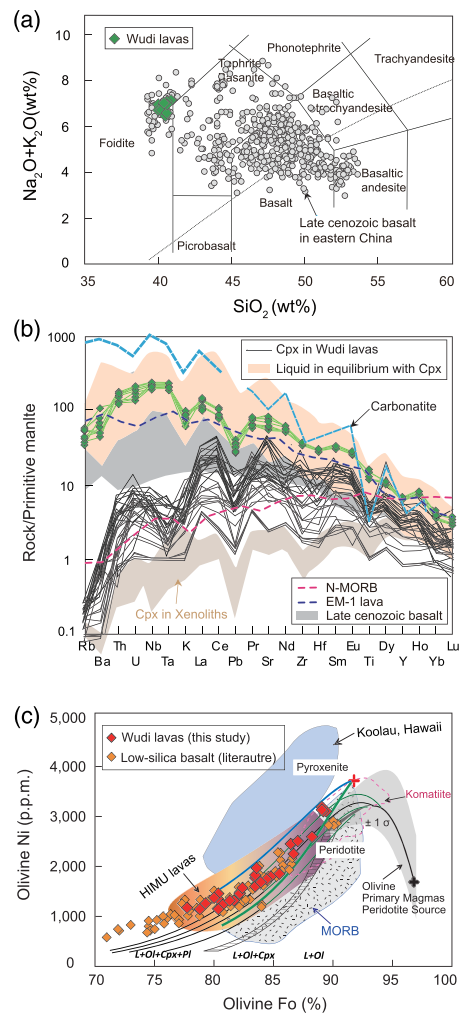 (a)
Wudi lavas
Phonotephrite
Trachyandesite
Tephrite
Basanite
Basaltic
trachyandesite
Foidite
Basaltic
andesite
Basalt
Late cenozoic basalt
in eastern China
Picrobasalt
Na2O+K2O(wt%)
12
10
8
6
4
2
0
35
40
45
50
55
60
SiO2 (wt%)
(b)
Cpx in Wudi lavas
Liquid in equilibrium with Cpx
Carbonatite
Cpx in Xenoliths
N-MORB
EM-1 lava
Late cenozoic basalt
Rock/Primitive manite
1000
100
10
1
0.1
Rb Th Nb K Ce Pr Nd Hf Eu Dy Ho Lu
Ba U Ta La Pb Sr Zr Sm Ti Y Yb
(c)
Wudi lavas (this study)
Low-silica basalt (literautre)
Koolau, Hawaii
Pyroxenite
Komatiite
± 1 σ
Peridotite
HIMU lavas
Olivine
Primary Magmas
Peridotite Source
MORB
L+Ol+Cpx+Pl
L+Ol+Cpx
L+Ol
Olivine Ni (p.p.m.)
5,000
4,000
3,000
2,000
1,000
0
70
75
80
85
90
95
100
Olivine Fo (%)